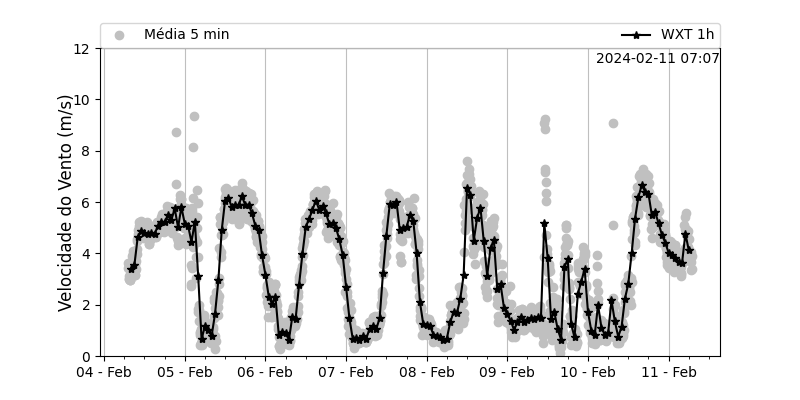 Média 5 min
WXT 1h
2024-02-11 07:07
Velocidade do Vento (m/s)
12
10
8
6
4
2
0
04 - Feb
05 - Feb
06 - Feb
07 - Feb
08 - Feb
09 - Feb
10 - Feb
11 - Feb